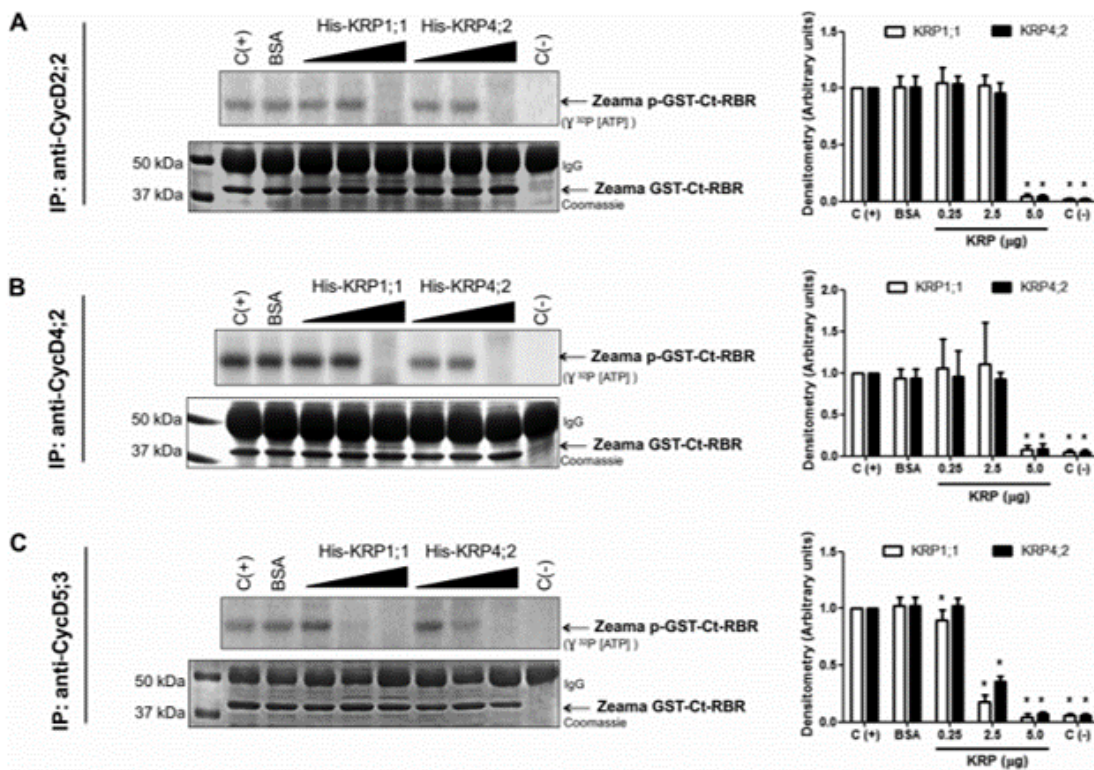 A
IP: anti-CycD2;2
C(+) BSA His-KRP1;1 His-KRP4;2 C(-)
Zeama p-GST-Ct-RBR
(γ ³²P [ATP] )
50 kDa
37 kDa
IgG
Zeama GST-Ct-RBR
Coomassie
Densitometry (Arbitrary units)
KRP1;1 KRP4;2
1.5
1.0
0.5
0.0
* * * *
C (+) BSA 0.25 2.5 5.0 C (-)
KRP (μg)
B
IP: anti-CycD4;2
C(+) BSA His-KRP1;1 His-KRP4;2 C(-)
Zeama p-GST-Ct-RBR
(γ ³²P [ATP] )
50 kDa
37 kDa
IgG
Zeama GST-Ct-RBR
Coomassie
Densitometry (Arbitrary units)
KRP1;1 KRP4;2
2.0
1.5
1.0
0.5
0.0
* * * *
C (+) BSA 0.25 2.5 5.0 C (-)
KRP (μg)
C
IP: anti-CycD5;3
C(+) BSA His-KRP1;1 His-KRP4;2 C(-)
Zeama p-GST-Ct-RBR
(γ ³²P [ATP] )
50 kDa
37 kDa
IgG
Zeama GST-Ct-RBR
Coomassie
Densitometry (Arbitrary units)
KRP1;1 KRP4;2
1.5
1.0
0.5
0.0
* * * * * * *
C (+) BSA 0.25 2.5 5.0 C (-)
KRP (μg)